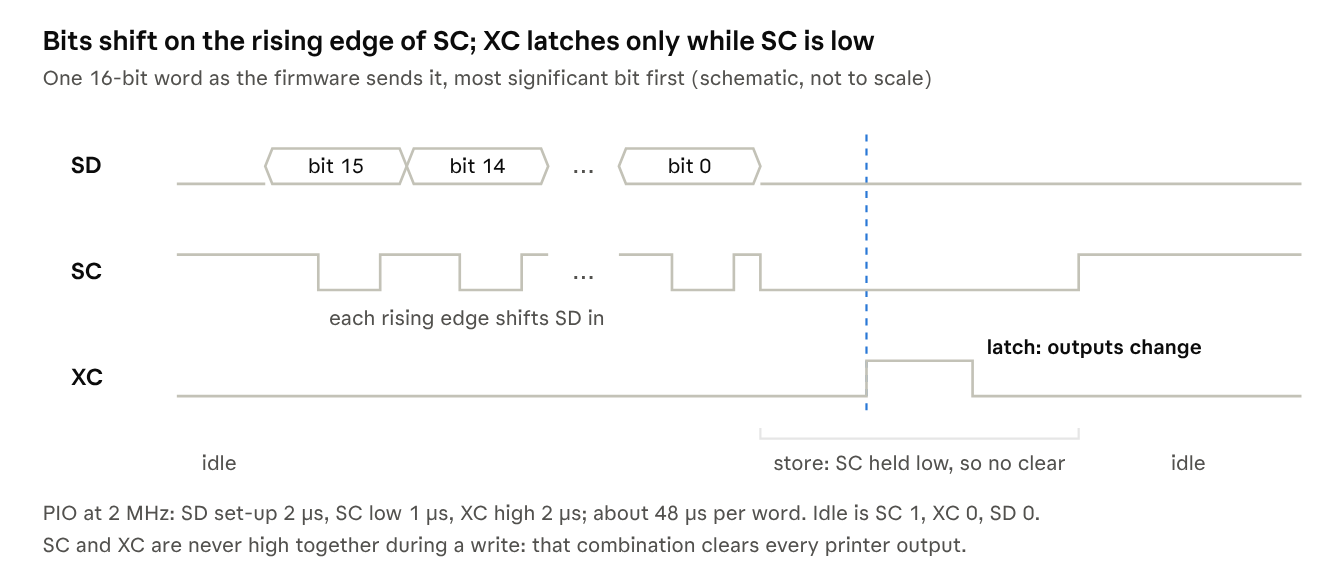 Bits shift on the rising edge of SC; XC latches only while SC is low
One 16-bit word as the firmware sends it, most significant bit first (schematic, not to scale)
SD
bit 15
bit 14
...
bit 0
SC
...
each rising edge shifts SD in
latch: outputs change
XC
idle
store: SC held low, so no clear
idle
PIO at 2 MHz: SD set-up 2 µs, SC low 1 µs, XC high 2 µs; about 48 µs per word. Idle is SC 1, XC 0, SD 0.
SC and XC are never high together during a write: that combination clears every printer output.